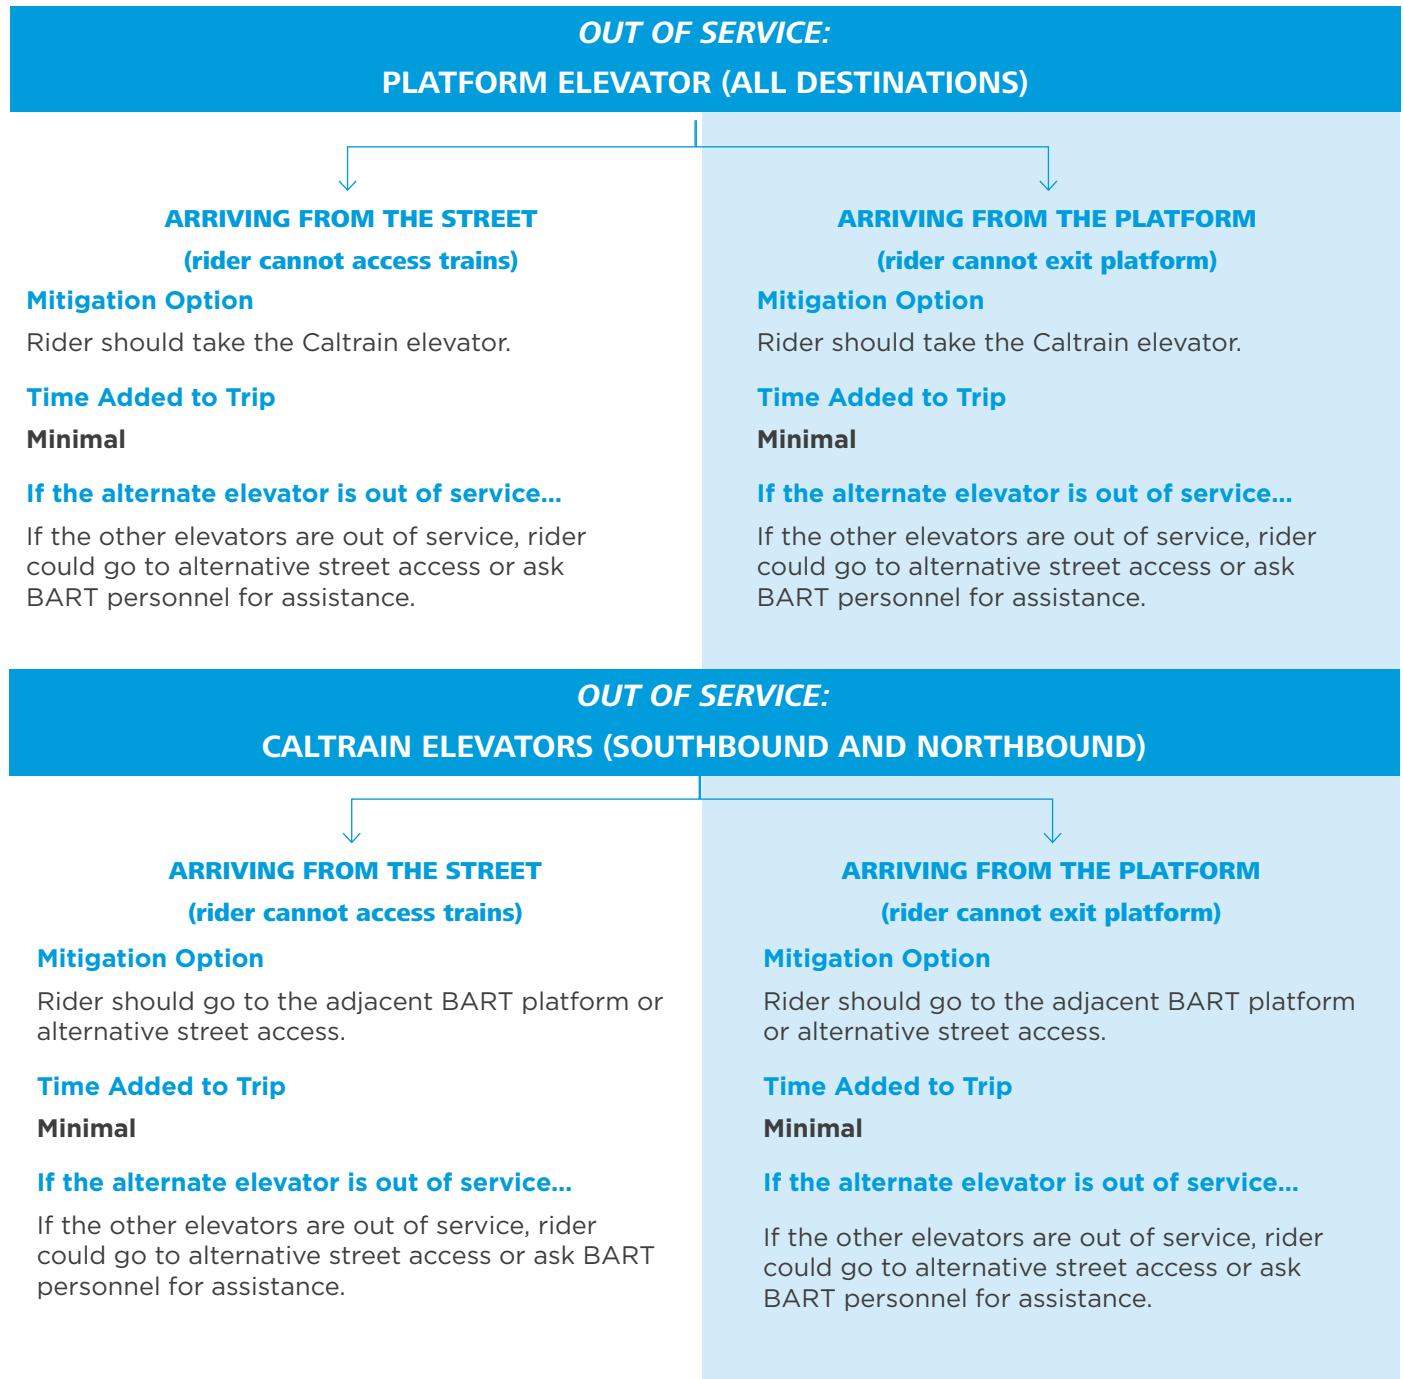 OUT OF SERVICE:
PLATFORM ELEVATOR (ALL DESTINATIONS)
ARRIVING FROM THE STREET
(rider cannot access trains)
Mitigation Option
Rider should take the Caltrain elevator.
Time Added to Trip
Minimal
If the alternate elevator is out of service...
If the other elevators are out of service, rider
could go to alternative street access or ask
BART personnel for assistance.
ARRIVING FROM THE PLATFORM
(rider cannot exit platform)
Mitigation Option
Rider should take the Caltrain elevator.
Time Added to Trip
Minimal
If the alternate elevator is out of service...
If the other elevators are out of service, rider
could go to alternative street access or ask
BART personnel for assistance.
OUT OF SERVICE:
CALTRAIN ELEVATORS (SOUTHBOUND AND NORTHBOUND)
ARRIVING FROM THE STREET
(rider cannot access trains)
Mitigation Option
Rider should go to the adjacent BART platform or
alternative street access.
Time Added to Trip
Minimal
If the alternate elevator is out of service...
If the other elevators are out of service, rider
could go to alternative street access or ask BART
personnel for assistance.
ARRIVING FROM THE PLATFORM
(rider cannot exit platform)
Mitigation Option
Rider should go to the adjacent BART platform
or alternative street access.
Time Added to Trip
Minimal
If the alternate elevator is out of service...
If the other elevators are out of service, rider
could go to alternative street access or ask
BART personnel for assistance.